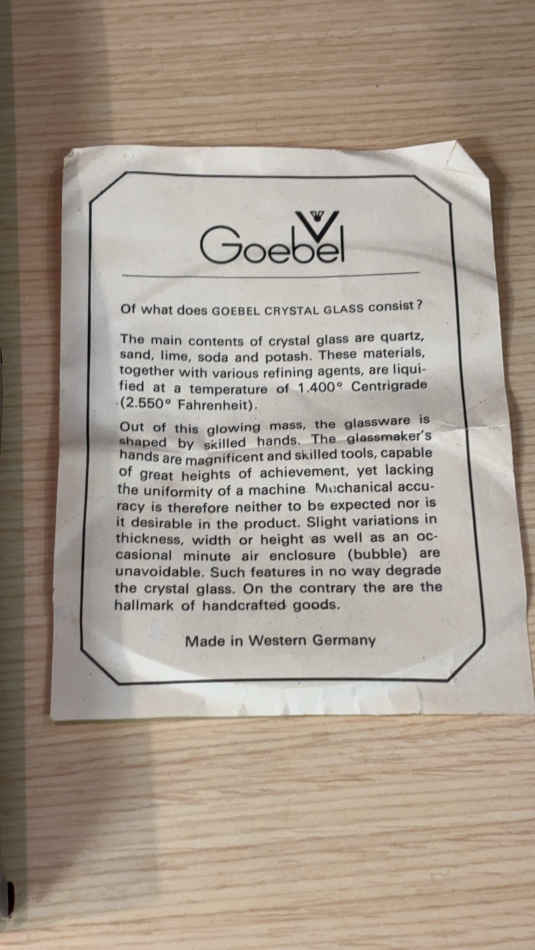 Goebel
Of what does GOEBEL CRYSTAL GLASS consist?
The main contents of crystal glass are quartz,
sand, lime, soda and potash. These materials,
together with various refining agents, are liqui-
fied at a temperature of 1.400° Centrigrade
(2.550° Fahrenheit).
Out of this glowing mass, the glassware is
shaped by skilled hands. The glassmaker's
hands are magnificent and skilled tools, capable
of great heights of achievement, yet lacking
the uniformity of a machine. Mechanical accu-
racy is therefore neither to be expected nor is
it desirable in the product. Slight variations in
thickness, width or height as well as an oc-
casional minute air enclosure (bubble) are
unavoidable. Such features in no way degrade
the crystal glass. On the contrary the are the
hallmark of handcrafted goods.
Made in Western Germany